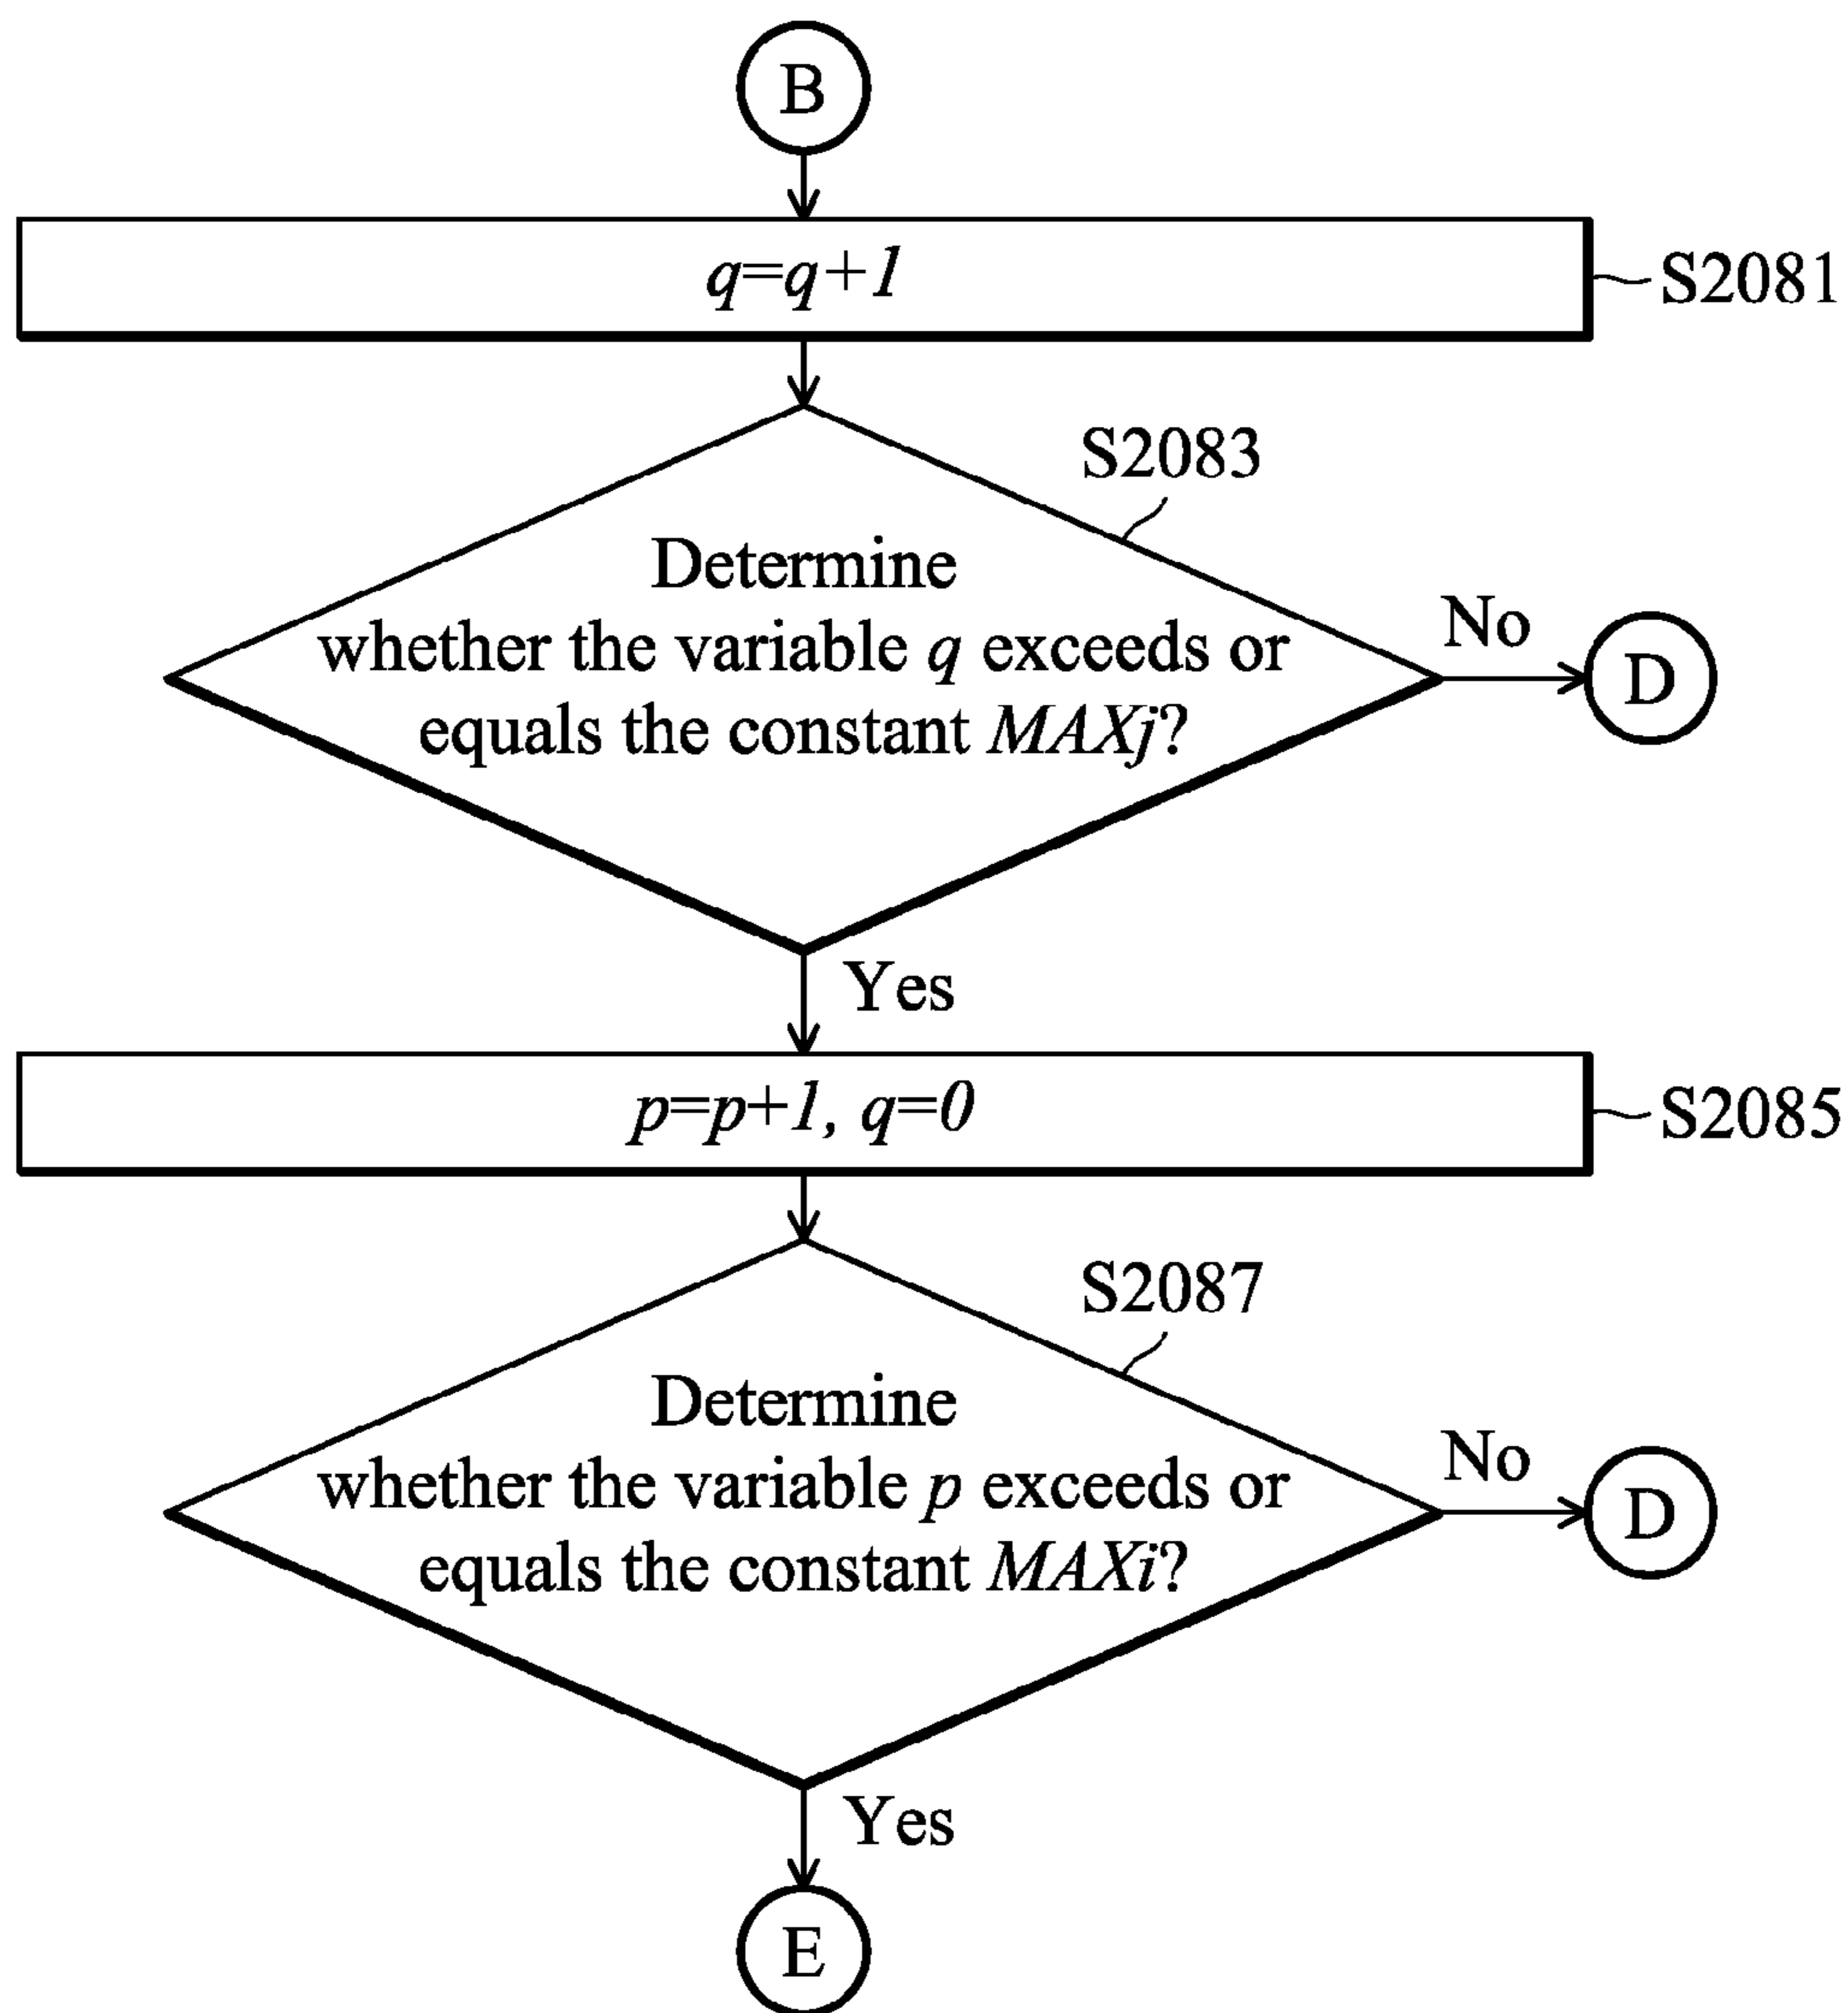 B
q=q+1
S2081
S2083
Determine
whether the variable q exceeds or
equals the constant MAXj?
No
D
Yes
p=p+1, q=0
S2085
S2087
Determine
whether the variable p exceeds or
equals the constant MAXi?
No
D
Yes
E